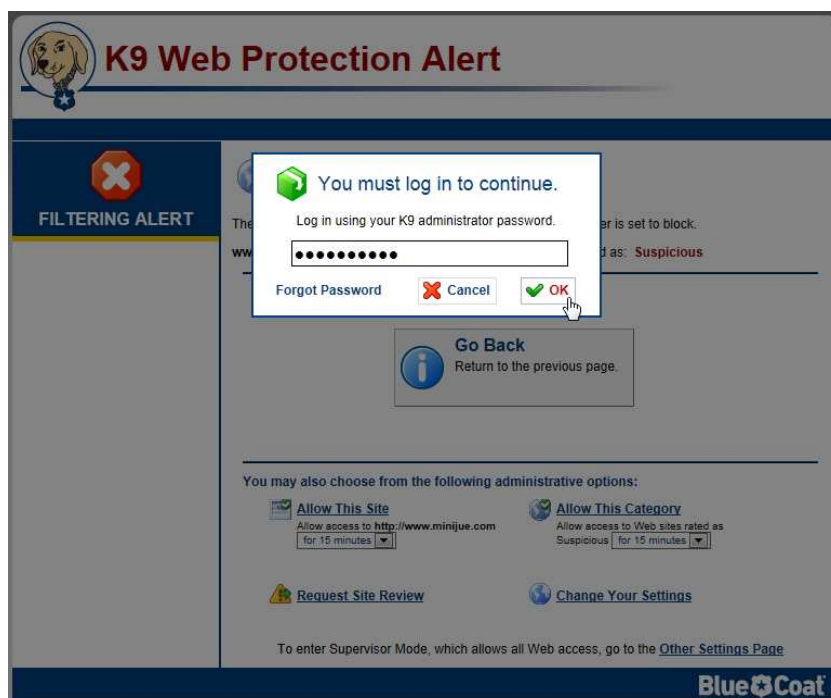 K9 Web Protection Alert
FILTERING ALERT
You must log in to continue.
Log in using your K9 administrator password.
Forgot Password
Cancel
OK
The
er is set to block.
ww
d as: Suspicious
Go Back
Return to the previous page.
You may also choose from the following administrative options:
Allow This Site
Allow access to http://www.minijue.com
for 15 minutes
Allow This Category
Allow access to Web sites rated as
Suspicious for 15 minutes
Request Site Review
Change Your Settings
To enter Supervisor Mode, which allows all Web access, go to the Other Settings Page
Blue Coat